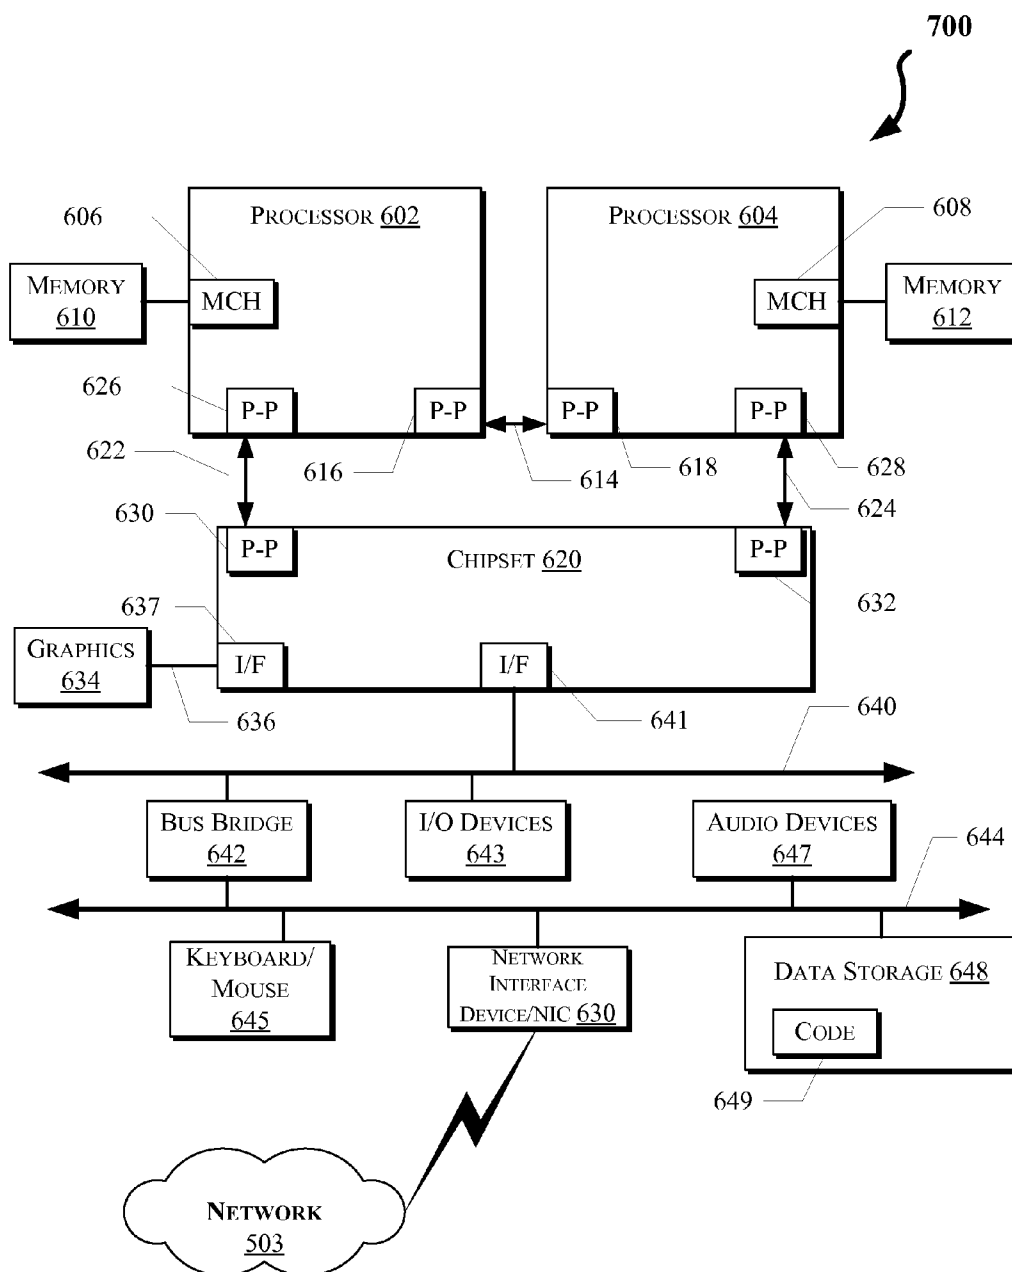 700
PROCESSOR 602
PROCESSOR 604
606
608
MEMORY
610
MCH
MCH
MEMORY
612
626
P-P
P-P
P-P
P-P
622
616
614
618
628
624
630
P-P
CHIPSET 620
P-P
637
632
GRAPHICS
634
I/F
I/F
636
641
640
BUS BRIDGE
642
I/O DEVICES
643
AUDIO DEVICES
647
644
KEYBOARD/
MOUSE
645
NETWORK
INTERFACE
DEVICE/NIC 630
DATA STORAGE 648
CODE
649
NETWORK
503